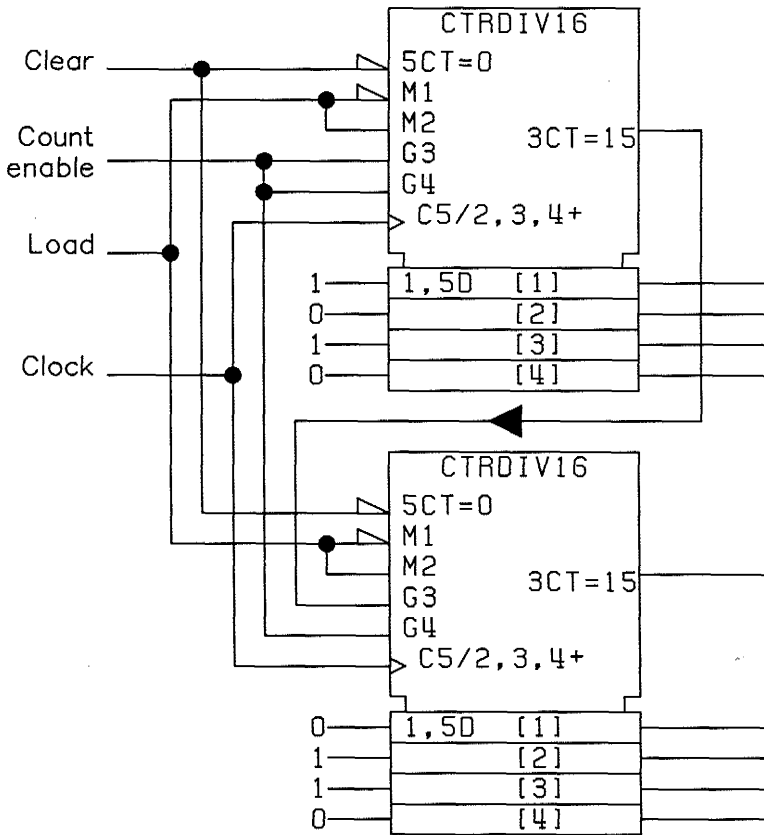 CTRDIV16
Clear
5CT=0
M1
M2
Count
enable
3CT=15
G3
G4
Load
C5/2,3,4+
1 1,5D [1]
0 [2]
1 [3]
Clock
0 [4]
CTRDIV16
5CT=0
M1
M2
3CT=15
G3
G4
C5/2,3,4+
0 1,5D [1]
1 [2]
1 [3]
0 [4]